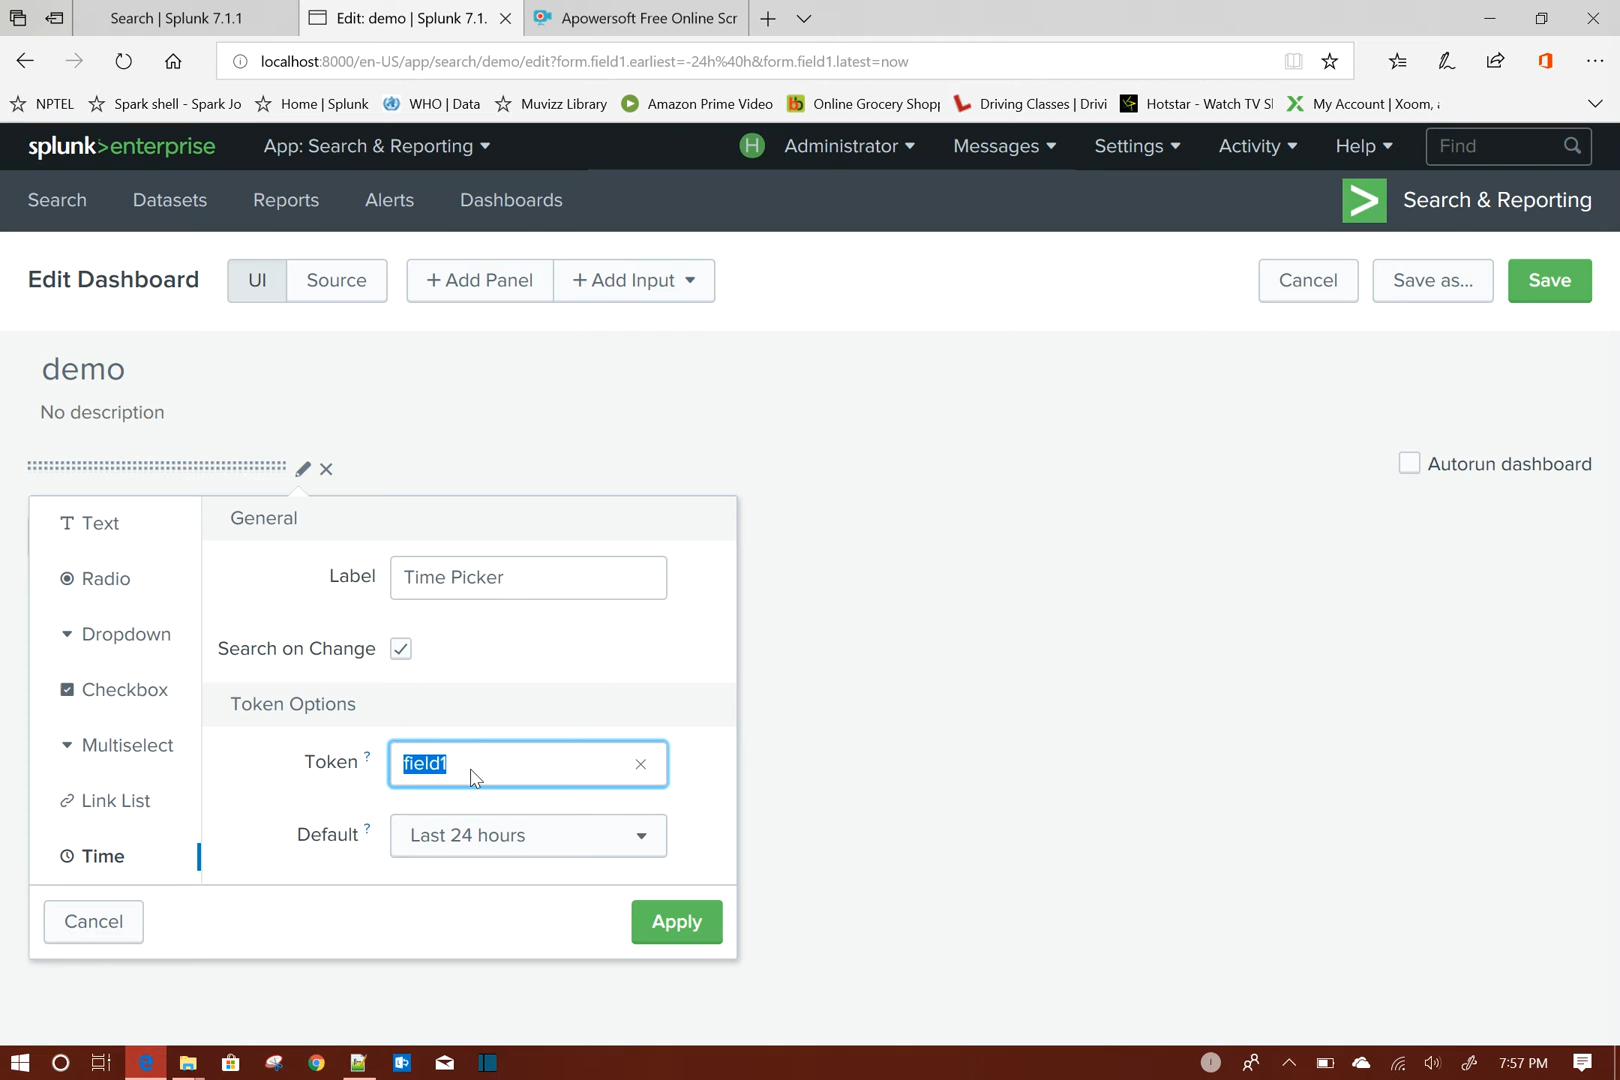 Search | Splunk 7.1.1
Edit: demo | Splunk 7.1.
Apowersoft Free Online Scr
localhost:8000/en-US/app/search/demo/edit?form.field1.earliest=-24h%40h&form.field1.latest=now
NPTEL
Spark shell - Spark Jo
Home | Splunk
WHO | Data
Muvizz Library
Amazon Prime Video
Online Grocery Shopp
Driving Classes | Drivi
Hotstar - Watch TV S
My Account | Xoom,
splunk>enterprise
App: Search & Reporting
H
Administrator
Messages
Settings
Activity
Help
Find
Search
Datasets
Reports
Alerts
Dashboards
Search & Reporting
Edit Dashboard
UI
Source
+ Add Panel
+ Add Input
Cancel
Save as...
Save
demo
No description
Autorun dashboard
T Text
Radio
Dropdown
Checkbox
Multiselect
Link List
Time
General
Label
Time Picker
Search on Change
Token Options
Token ?
field1
Default ?
Last 24 hours
Cancel
Apply
7:57 PM